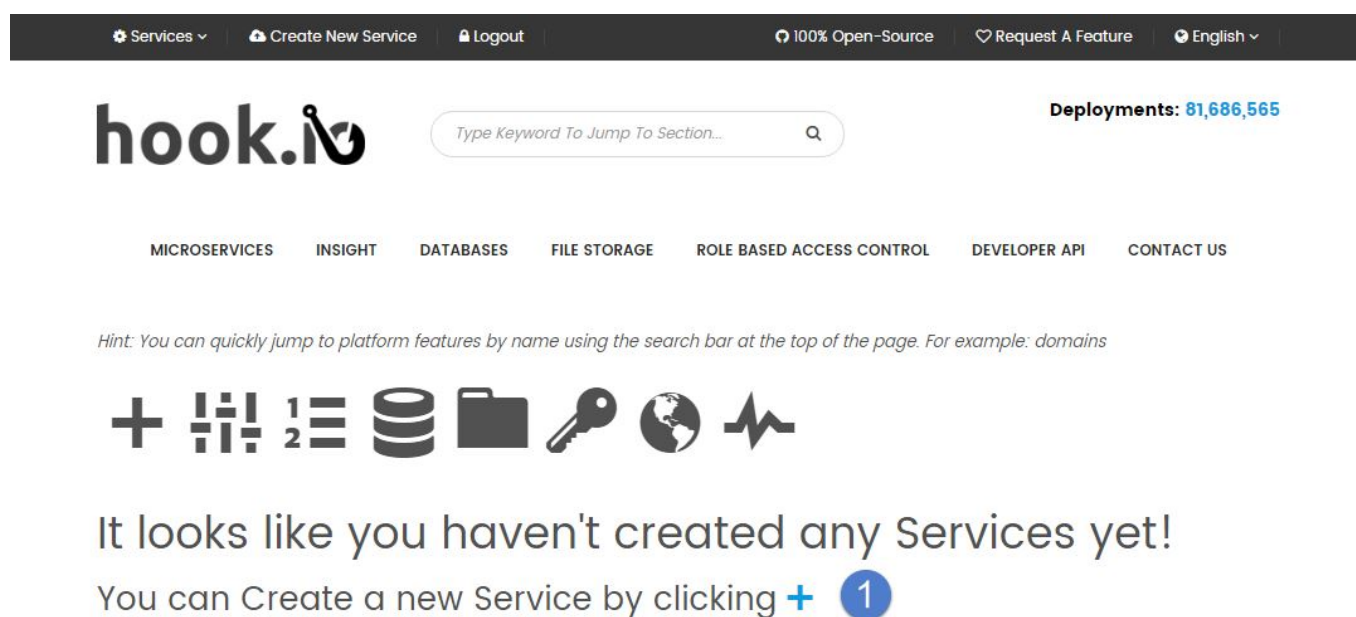 Services Create New Service Logout 100% Open-Source Request A Feature English
hook.io
Type Keyword To Jump To Section...
Deployments: 81,686,565
MICROSERVICES INSIGHT DATABASES FILE STORAGE ROLE BASED ACCESS CONTROL DEVELOPER API CONTACT US
Hint: You can quickly jump to platform features by name using the search bar at the top of the page. For example: domains
1
2
It looks like you haven't created any Services yet!
You can Create a new Service by clicking + 1